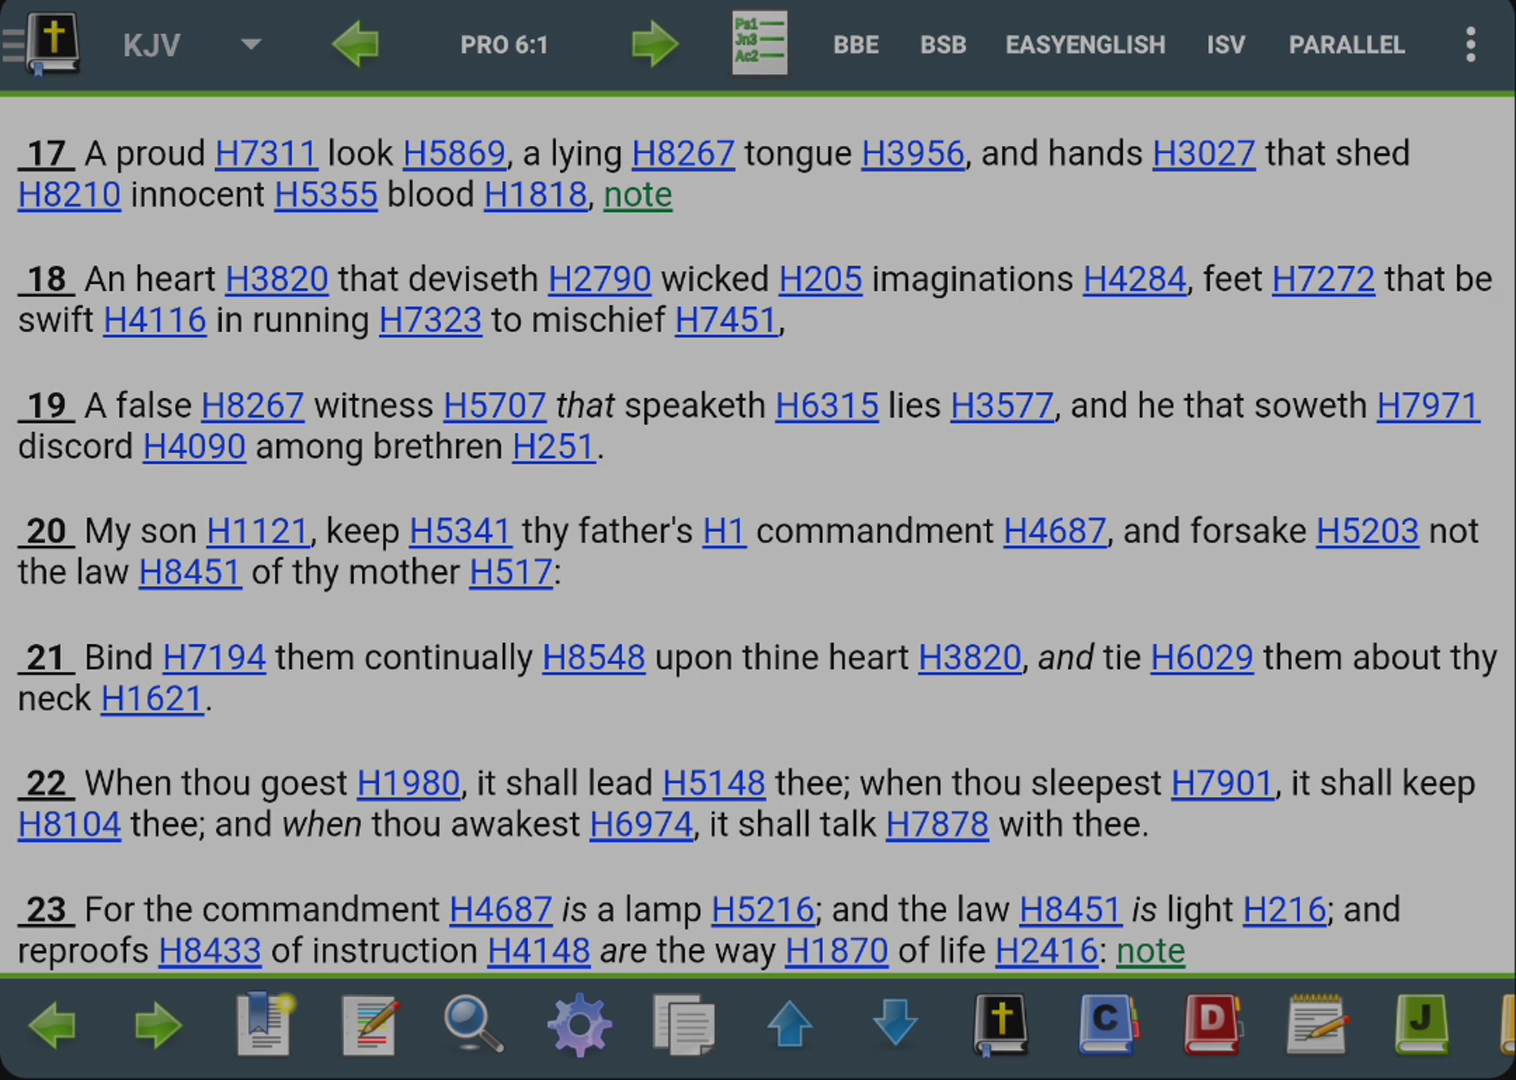 KJV PRO 6:1 Ps1 Jn3 Ac2 BBE BSB EASYENGLISH ISV PARALLEL
17 A proud H7311 look H5869, a lying H8267 tongue H3956, and hands H3027 that shed
H8210 innocent H5355 blood H1818, note
18 An heart H3820 that deviseth H2790 wicked H205 imaginations H4284, feet H7272 that be
swift H4116 in running H7323 to mischief H7451,
19 A false H8267 witness H5707 that speaketh H6315 lies H3577, and he that soweth H7971
discord H4090 among brethren H251.
20 My son H1121, keep H5341 thy father's H1 commandment H4687, and forsake H5203 not
the law H8451 of thy mother H517:
21 Bind H7194 them continually H8548 upon thine heart H3820, and tie H6029 them about thy
neck H1621.
22 When thou goest H1980, it shall lead H5148 thee; when thou sleepest H7901, it shall keep
H8104 thee; and when thou awakest H6974, it shall talk H7878 with thee.
23 For the commandment H4687 is a lamp H5216; and the law H8451 is light H216; and
reproofs H8433 of instruction H4148 are the way H1870 of life H2416: note
C D J